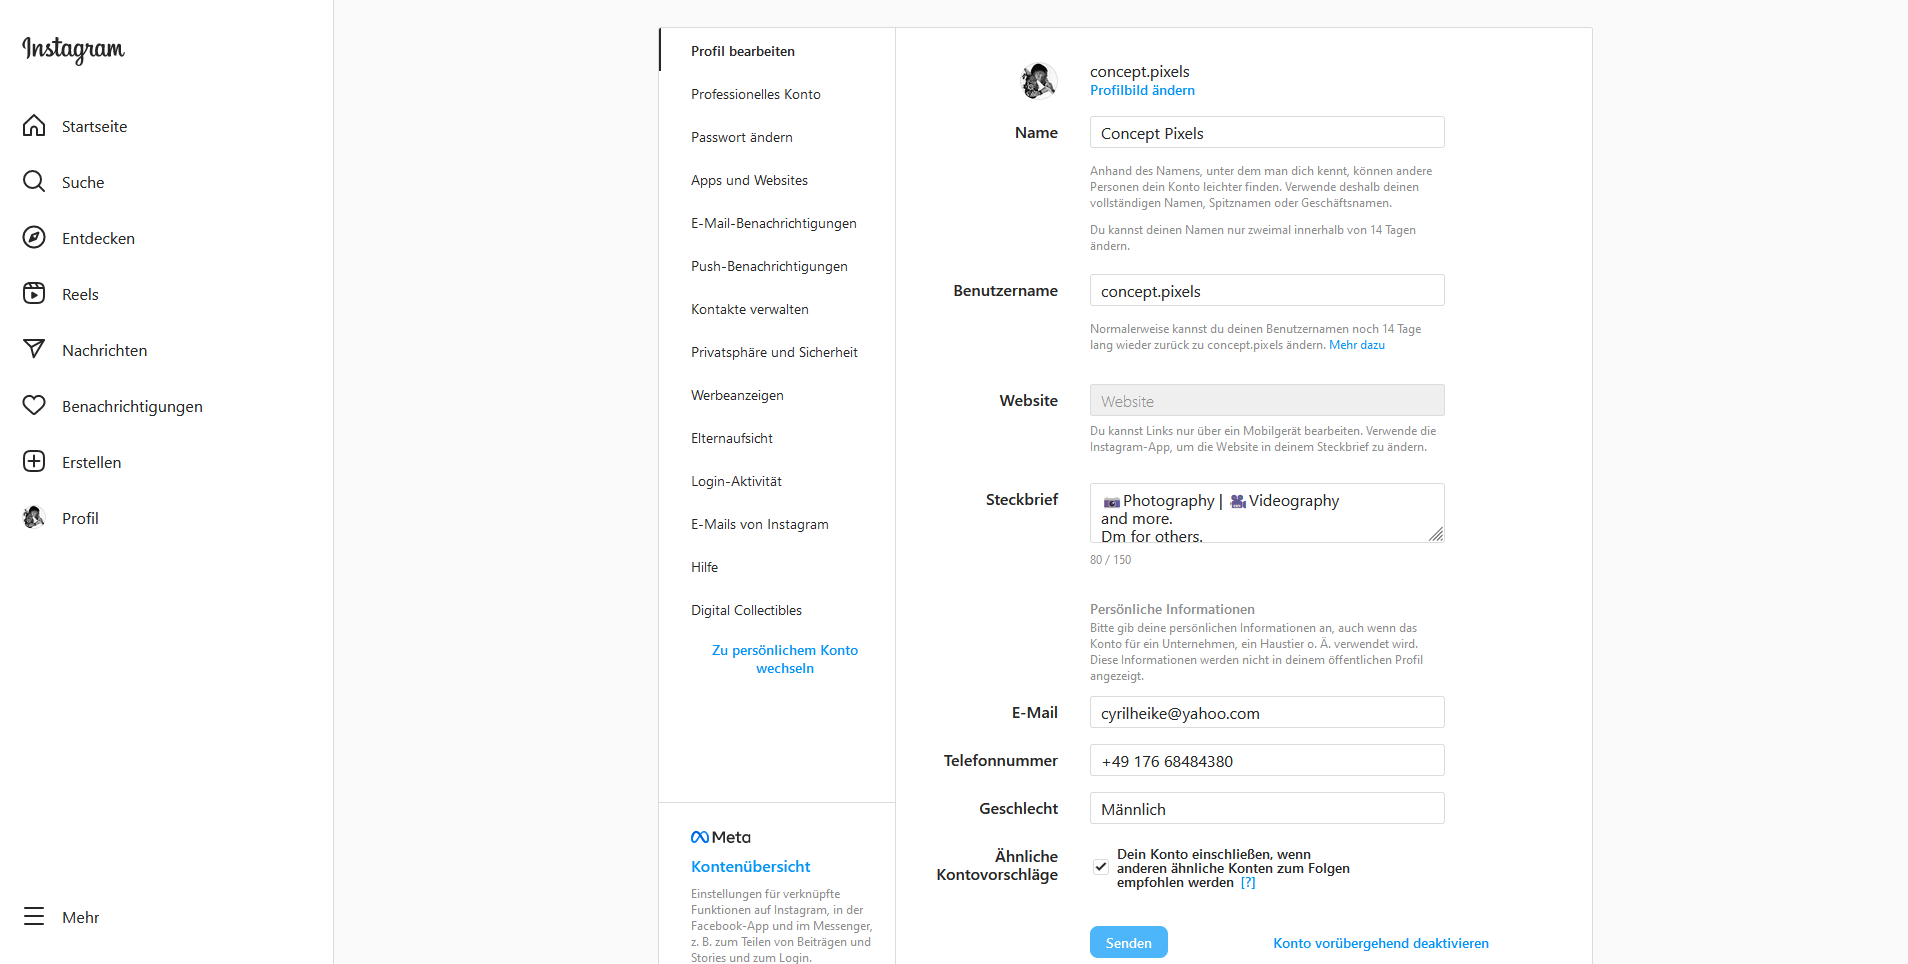 Instagram
Startseite
Suche
Entdecken
Reels
Nachrichten
Benachrichtigungen
Erstellen
Profil
Mehr
Profil bearbeiten
Professionelles Konto
Passwort ändern
Apps und Websites
E-Mail-Benachrichtigungen
Push-Benachrichtigungen
Kontakte verwalten
Privatsphäre und Sicherheit
Werbeanzeigen
Elternaufsicht
Login-Aktivität
E-Mails von Instagram
Hilfe
Digital Collectibles
Zu persönlichem Konto
wechseln
Meta
Kontenübersicht
Einstellungen für verknüpfte
Funktionen auf Instagram, in der
Facebook-App und im Messenger,
z. B. zum Teilen von Beiträgen und
Stories und zum Login.
concept.pixels
Profilbild ändern
Name
Concept Pixels
Anhand des Namens, unter dem man dich kennt, können andere
Personen dein Konto leichter finden. Verwende deshalb deinen
vollständigen Namen, Spitznamen oder Geschäftsnamen.
Du kannst deinen Namen nur zweimal innerhalb von 14 Tagen
ändern.
Benutzername
concept.pixels
Normalerweise kannst du deinen Benutzernamen noch 14 Tage
lang wieder zurück zu concept.pixels ändern. Mehr dazu
Website
Website
Du kannst Links nur über ein Mobilgerät bearbeiten. Verwende die
Instagram-App, um die Website in deinem Steckbrief zu ändern.
Steckbrief
📷Photography | 🎥Videography
and more.
Dm for others.
80 / 150
Persönliche Informationen
Bitte gib deine persönlichen Informationen an, auch wenn das
Konto für ein Unternehmen, ein Haustier o. Ä. verwendet wird.
Diese Informationen werden nicht in deinem öffentlichen Profil
angezeigt.
E-Mail
cyrilheike@yahoo.com
Telefonnummer
+49 176 68484380
Geschlecht
Männlich
Ähnliche
Kontovorschläge
Dein Konto einschließen, wenn
anderen ähnliche Konten zum Folgen
empfohlen werden [?]
Senden
Konto vorübergehend deaktivieren